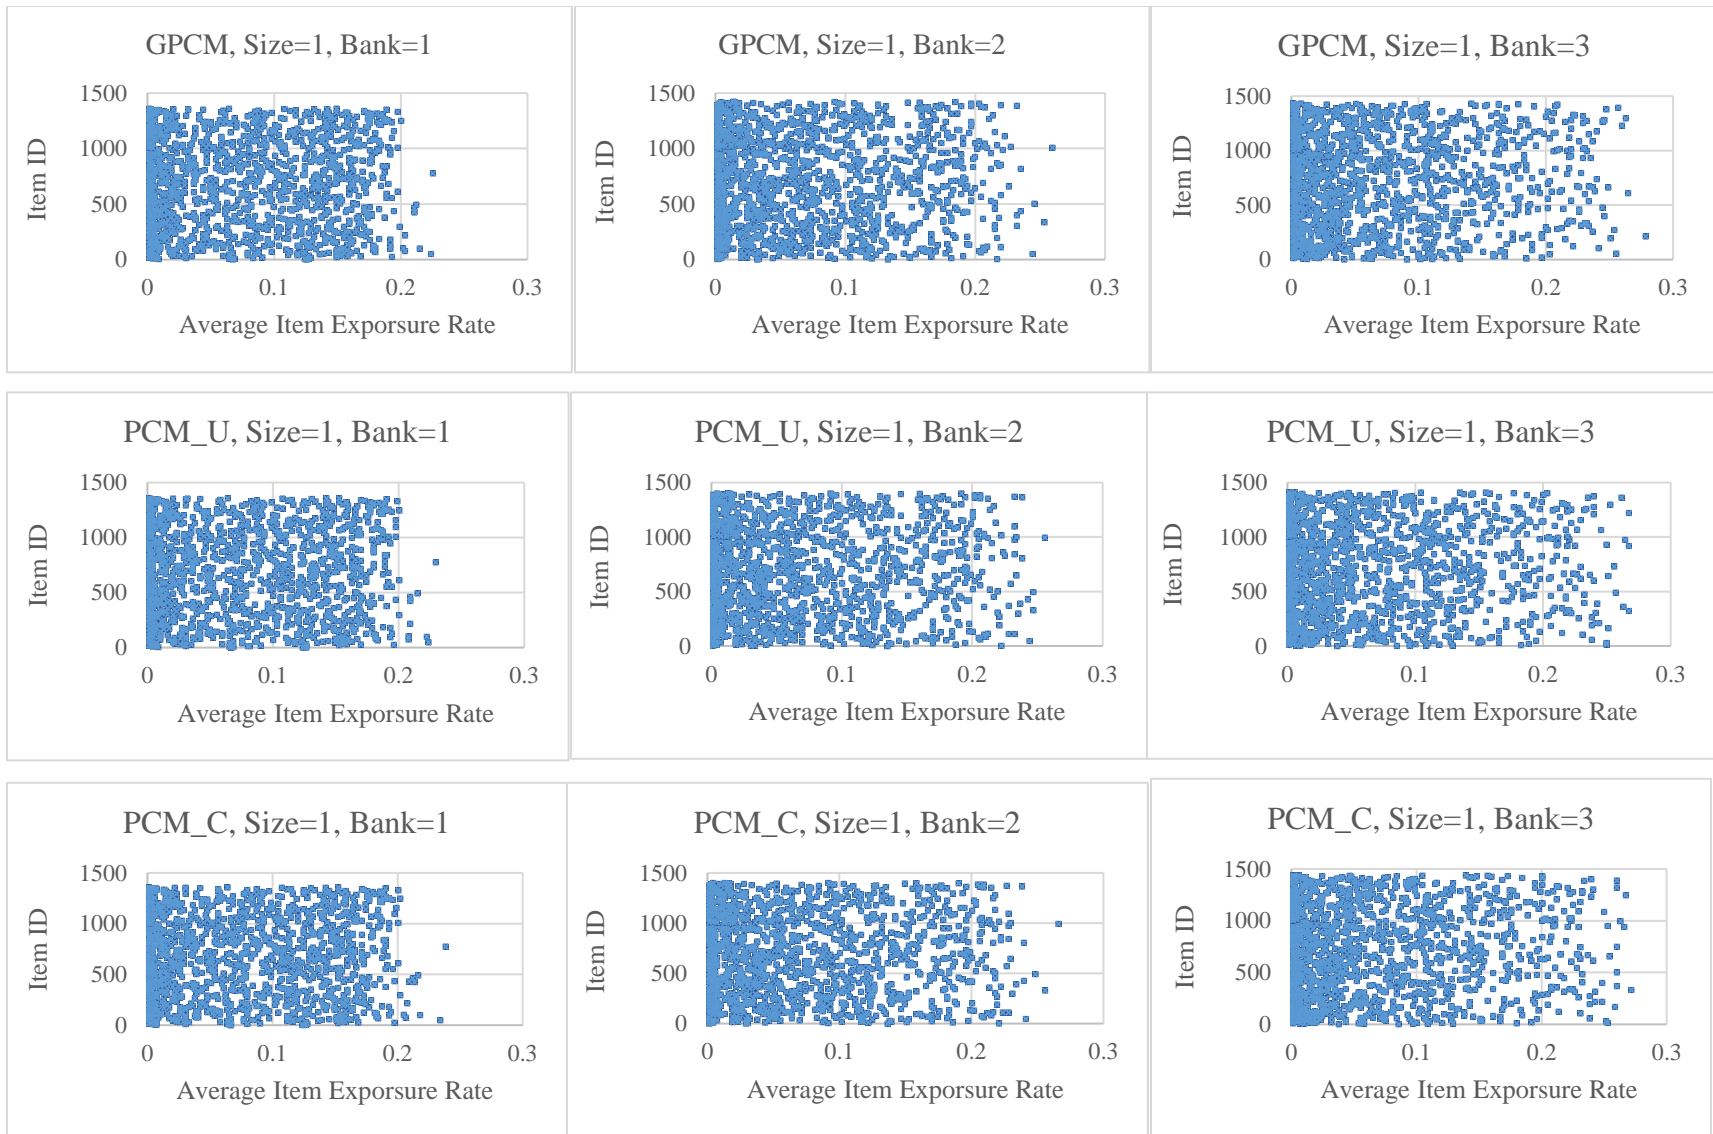 GPCM, Size=1, Bank=1
1500
1000
500
0
Item ID
0 0.1 0.2 0.3
Average Item Exporsure Rate
GPCM, Size=1, Bank=2
1500
1000
500
0
Item ID
0 0.1 0.2 0.3
Average Item Exporsure Rate
GPCM, Size=1, Bank=3
1500
1000
500
0
Item ID
0 0.1 0.2 0.3
Average Item Exporsure Rate
PCM_U, Size=1, Bank=1
1500
1000
500
0
Item ID
0 0.1 0.2 0.3
Average Item Exporsure Rate
PCM_U, Size=1, Bank=2
1500
1000
500
0
Item ID
0 0.1 0.2 0.3
Average Item Exporsure Rate
PCM_U, Size=1, Bank=3
1500
1000
500
0
Item ID
0 0.1 0.2 0.3
Average Item Exporsure Rate
PCM_C, Size=1, Bank=1
1500
1000
500
0
Item ID
0 0.1 0.2 0.3
Average Item Exporsure Rate
PCM_C, Size=1, Bank=2
1500
1000
500
0
Item ID
0 0.1 0.2 0.3
Average Item Exporsure Rate
PCM_C, Size=1, Bank=3
1500
1000
500
0
Item ID
0 0.1 0.2 0.3
Average Item Exporsure Rate